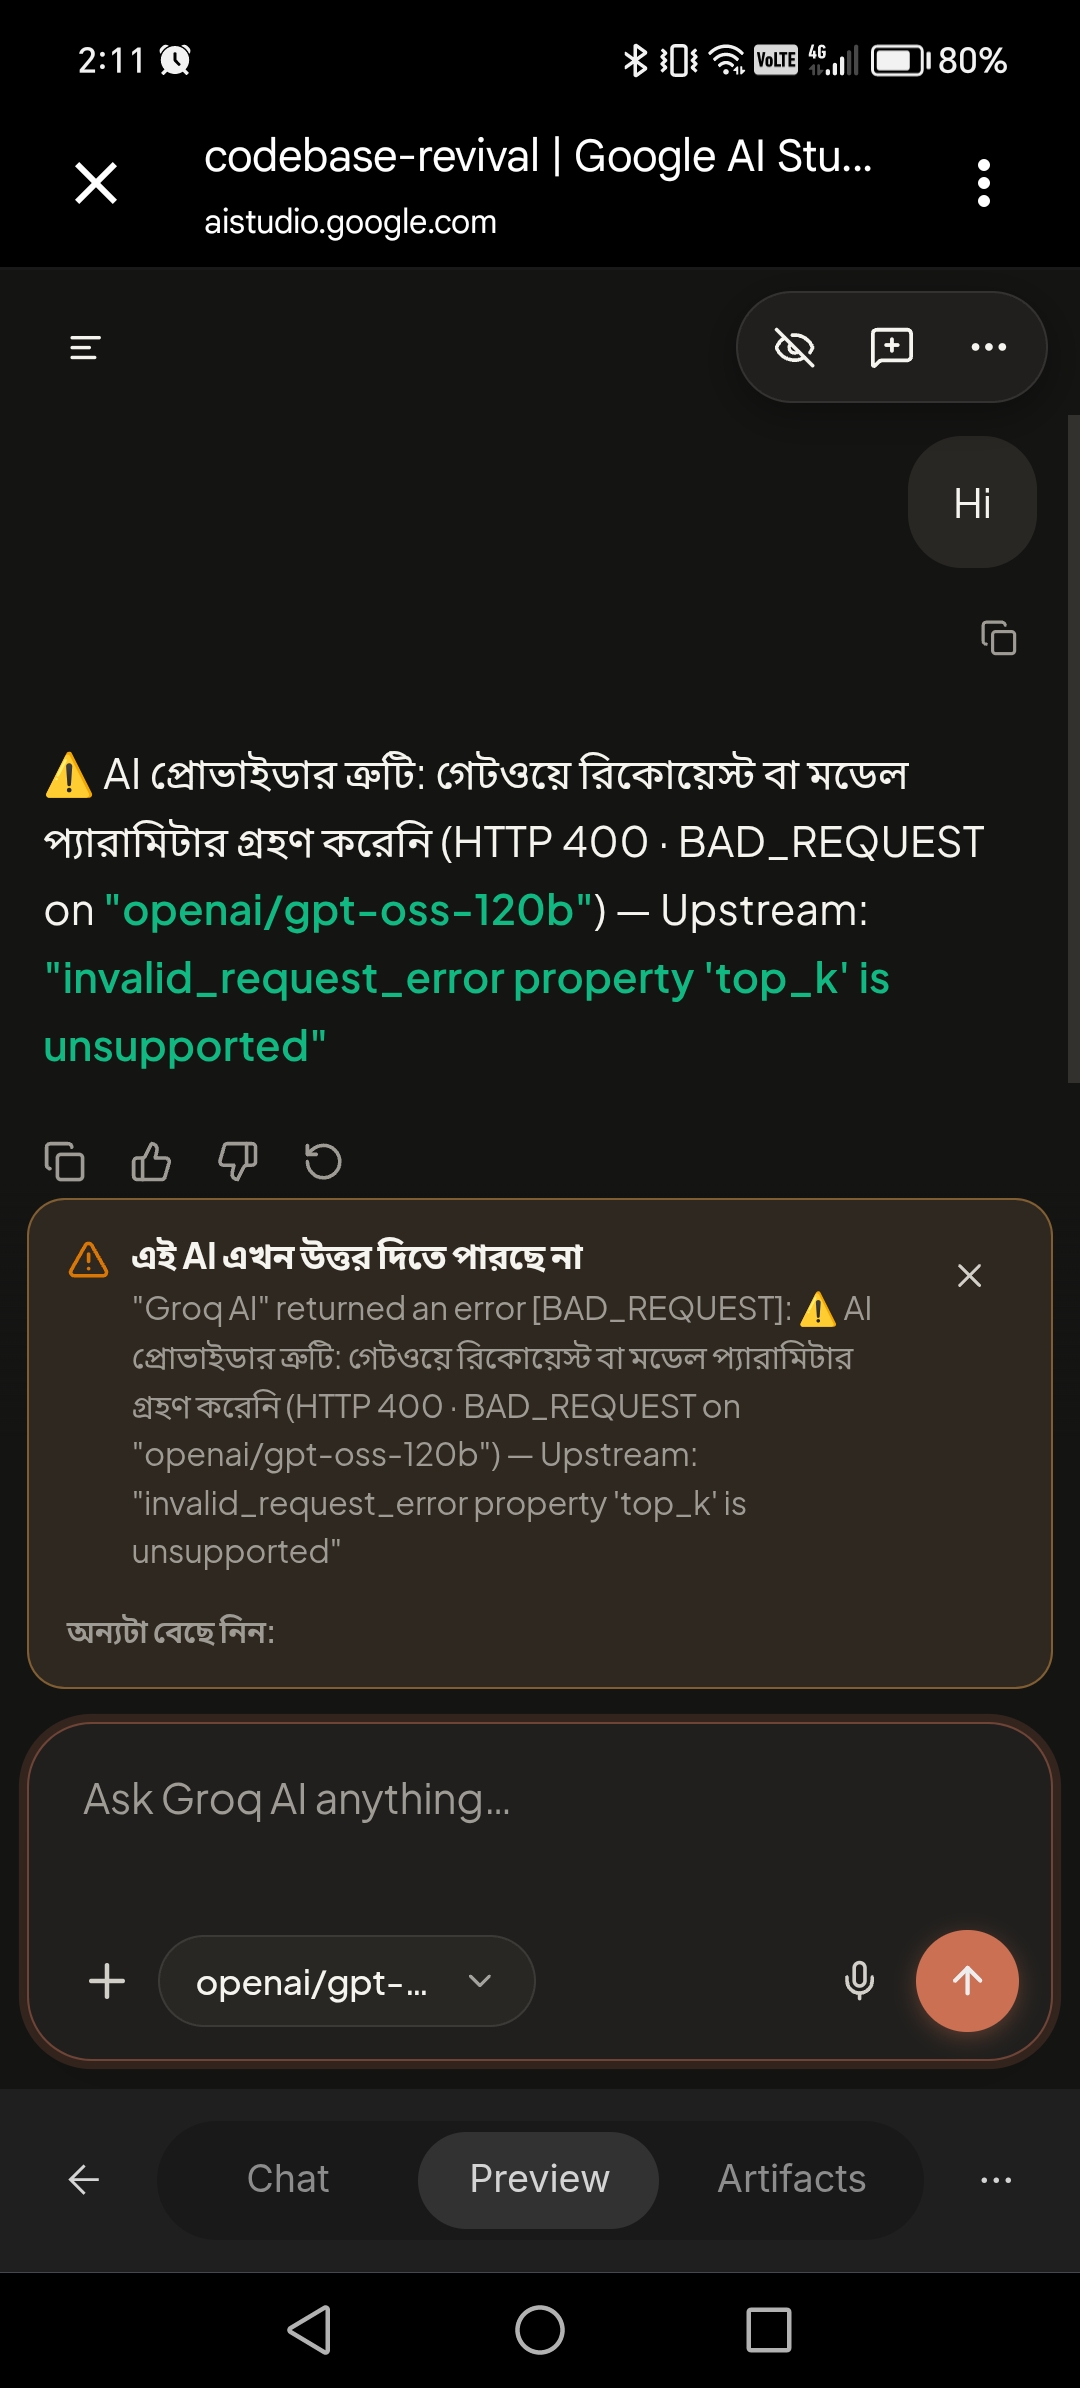 2:11
VoLTE 4G 80%
codebase-revival | Google AI Stu...
aistudio.google.com
Hi
⚠️ AI প্রোভাইডার ত্রুটি: গেটওয়ে রিকোয়েস্ট বা মডেল
প্যারামিটার গ্রহণ করেনি (HTTP 400 · BAD_REQUEST
on "openai/gpt-oss-120b") — Upstream:
"invalid_request_error property 'top_k' is
unsupported"
এই AI এখন উত্তর দিতে পারছে না
"Groq AI" returned an error [BAD_REQUEST]: ⚠️ AI
প্রোভাইডার ত্রুটি: গেটওয়ে রিকোয়েস্ট বা মডেল প্যারামিটার
গ্রহণ করেনি (HTTP 400 · BAD_REQUEST on
"openai/gpt-oss-120b") — Upstream:
"invalid_request_error property 'top_k' is
unsupported"
অন্যটা বেছে নিন:
Ask Groq AI anything...
openai/gpt-...
Chat Preview Artifacts